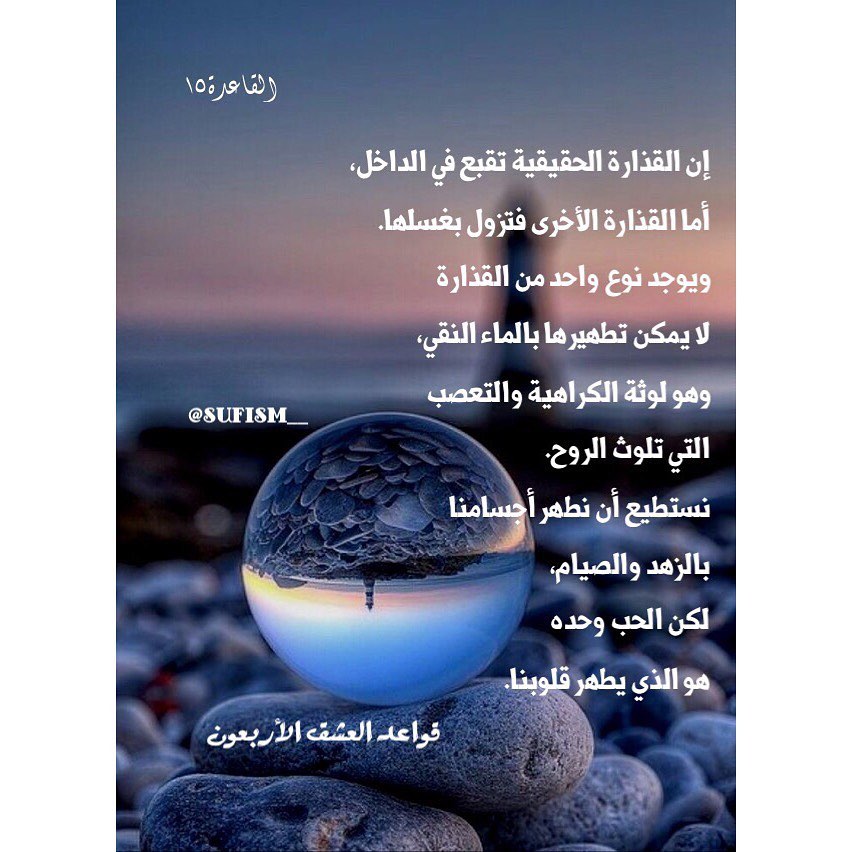 القاعدة١٥
إن القذارة الحقيقية تقبع في الداخل،
أما القذارة الأخرى فتزول بغسلها.
ويوجد نوع واحد من القذارة
لا يمكن تطهيرها بالماء النقي،
وهو لوثة الكراهية والتعصب
@SUFISM__
التي تلوث الروح.
نستطيع أن نطهر أجسامنا
بالزهد والصيام،
لكن الحب وحده
هو الذي يطهر قلوبنا.
قواعد العشق الأربعون